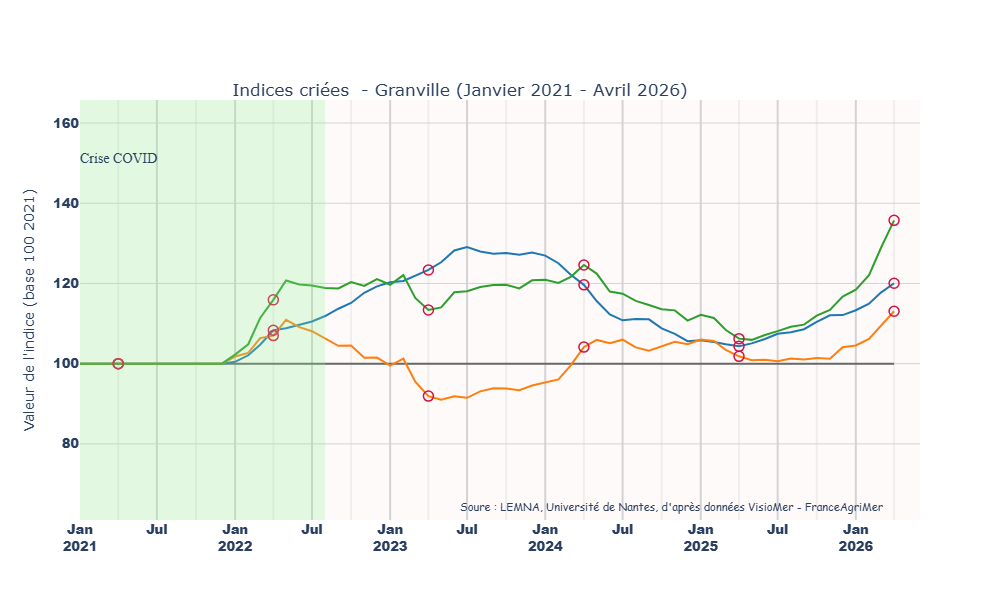 Indices criées  - Granville (Janvier 2021 - Avril 2026)
Valeur de l'indice (base 100 2021)
160
140
120
100
80
Crise COVID
Soure : LEMNA, Université de Nantes, d'après données VisioMer - FranceAgriMer
Jan Jul Jan Jul Jan Jul Jan Jul Jan Jul Jan
2021 2022 2023 2024 2025 2026